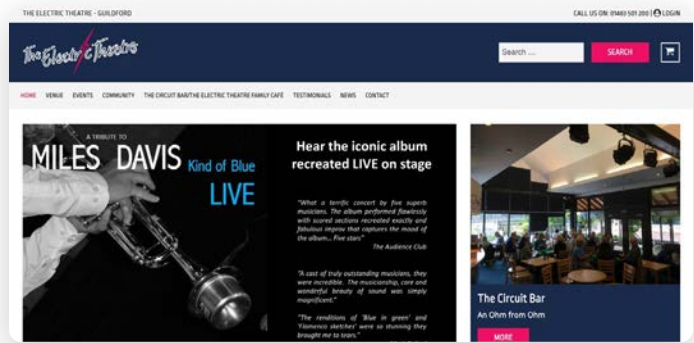 THE ELECTRIC THEATRE - GUILDFORD
CALL US ON: 01483 501 200 | LOGIN
The Electric Theatre
Search ...
SEARCH
HOME VENUE EVENTS COMMUNITY THE CIRCUIT BAR/THE ELECTRIC THEATRE FAMILY CAFÉ TESTIMONIALS NEWS CONTACT
A TRIBUTE TO
MILES DAVIS Kind of Blue
LIVE
Hear the iconic album
recreated LIVE on stage
"What a terrific concert by five superb
musicians. The album performed flawlessly
with scored sections recreated exactly and
fabulous improv that captures the mood of
the album... Five stars"
The Audience Club
"A cast of truly outstanding musicians, they
were incredible. The musicianship, care and
wonderful beauty of sound was simply
magnificent."
"The renditions of 'Blue in green' and
'Flamenco sketches' were so stunning they
brought me to tears."
The Circuit Bar
An Ohm from Ohm
MORE